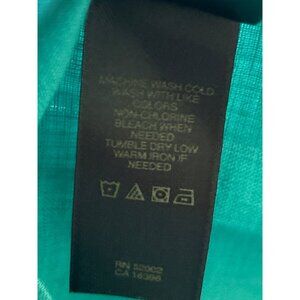 MACHINE WASH COLD
WASH WITH LIKE
COLORS
NON-CHLORINE
BLEACH WHEN
NEEDED
TUMBLE DRY LOW
WARM IRON IF
NEEDED
RN 52002
CA 16396